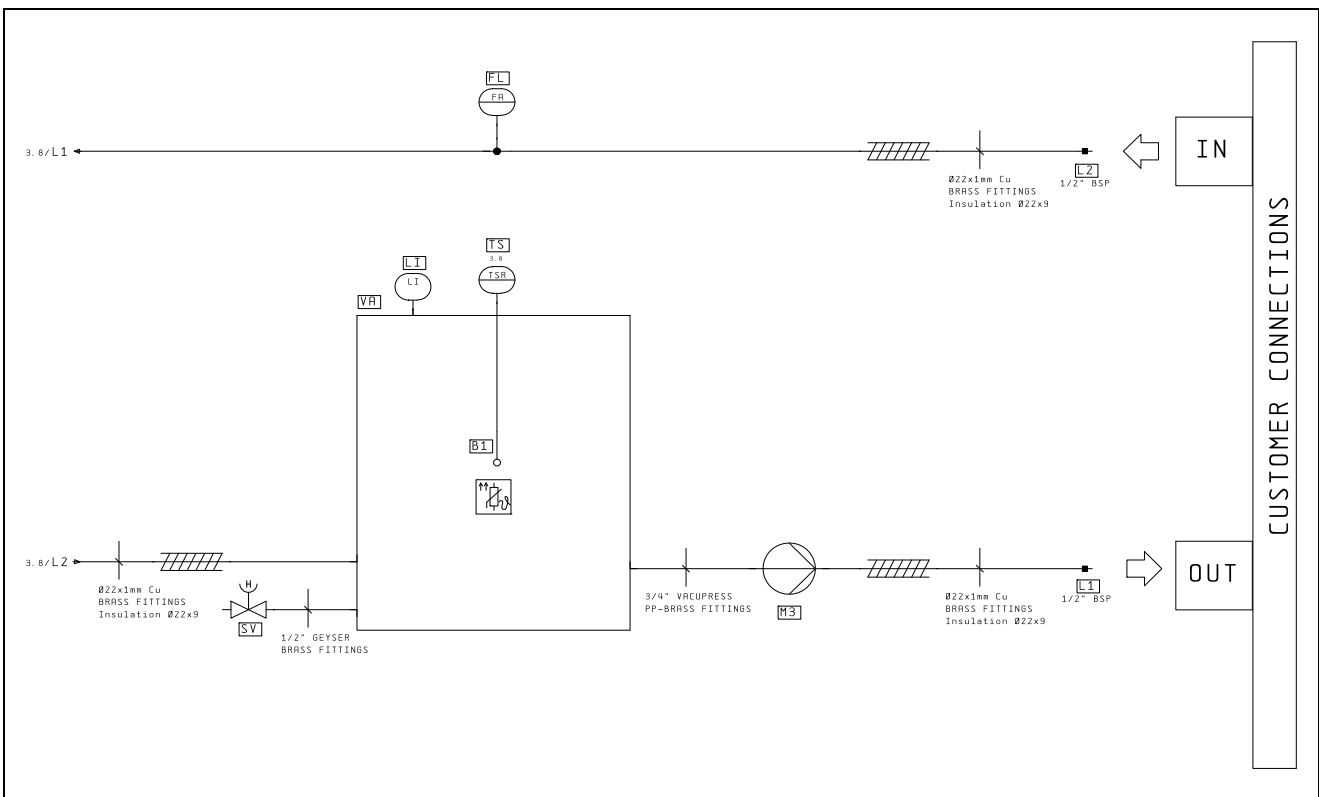 FL
FA
3.8/L1
IN
L2
1/2" BSP
Ø22x1mm Cu
BRASS FITTINGS
Insulation Ø22x9
CUSTOMER CONNECTIONS
TS
3.8
TSR
LI
LI
VA
B1
3.8/L2
Ø22x1mm Cu
BRASS FITTINGS
Insulation Ø22x9
H
SV
1/2" GEYSER
BRASS FITTINGS
3/4" VACUPRESS
PP-BRASS FITTINGS
M3
Ø22x1mm Cu
BRASS FITTINGS
Insulation Ø22x9
L1
1/2" BSP
OUT